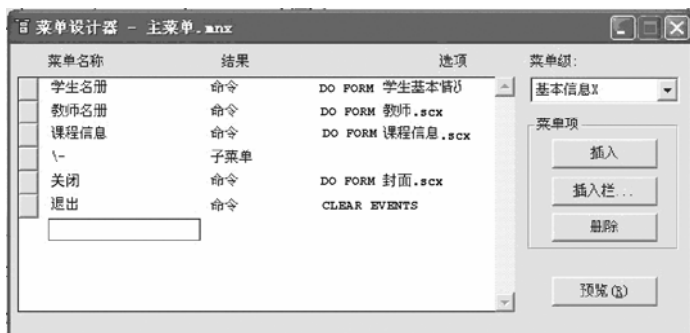 菜单设计器 - 主菜单.mnx
菜单名称 结果 选项 菜单级:
学生名册 命令 DO FORM 学生基本情 基本信息X
教师名册 命令 DO FORM 教师.scx
菜单项
课程信息 命令 DO FORM 课程信息.scx
插入
\- 子菜单
关闭 命令 DO FORM 封面.scx 插入栏...
退出 命令 CLEAR EVENTS
删除
预览(R)